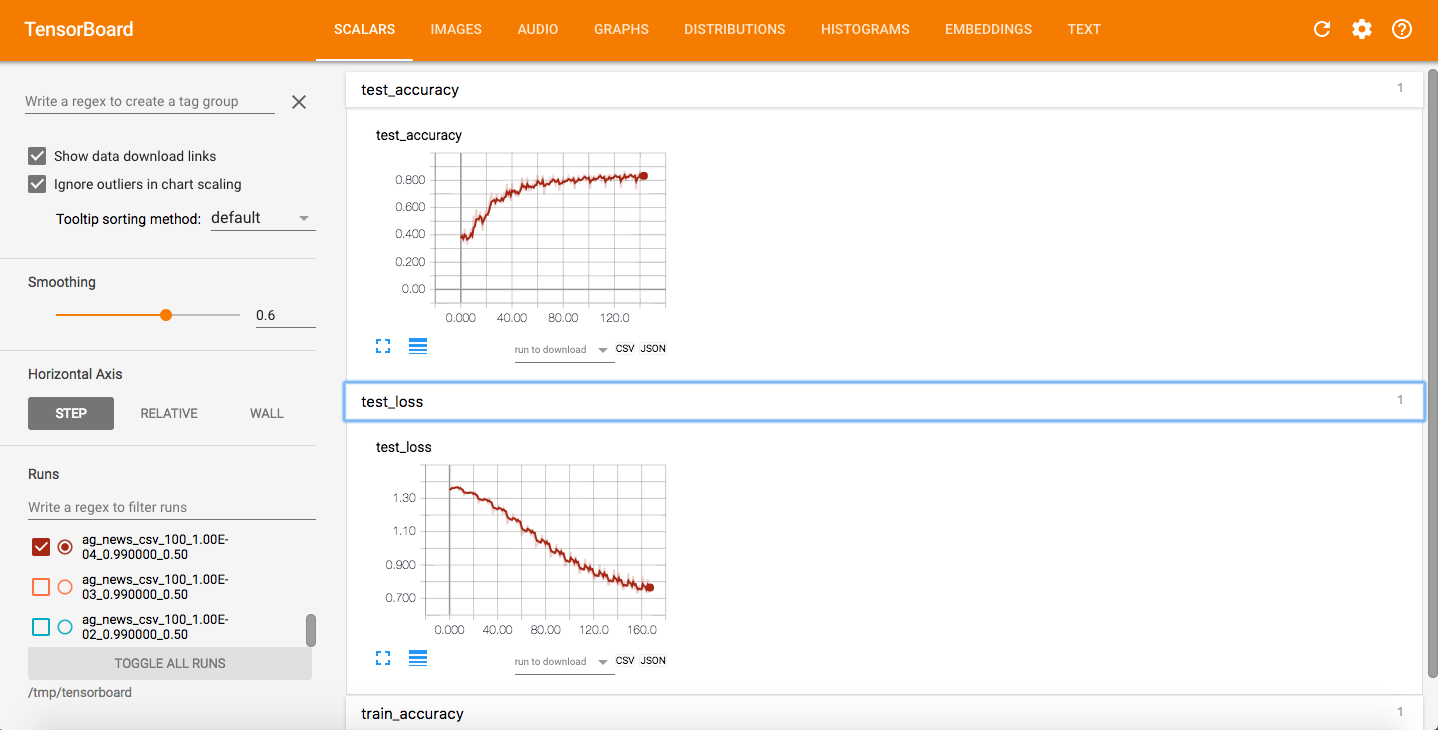 TensorBoard
SCALARS IMAGES AUDIO GRAPHS DISTRIBUTIONS HISTOGRAMS EMBEDDINGS TEXT
Write a regex to create a tag group
Show data download links
Ignore outliers in chart scaling
Tooltip sorting method: default
Smoothing
0.6
Horizontal Axis
STEP RELATIVE WALL
Runs
Write a regex to filter runs
ag_news_csv_100_1.00E-
04_0.990000_0.50
ag_news_csv_100_1.00E-
03_0.990000_0.50
ag_news_csv_100_1.00E-
02_0.990000_0.50
TOGGLE ALL RUNS
/tmp/tensorboard
test_accuracy 1
test_accuracy
0.800
0.600
0.400
0.200
0.00
0.000 40.00 80.00 120.0
run to download CSV JSON
test_loss 1
test_loss
1.30
1.10
0.900
0.700
0.000 40.00 80.00 120.0 160.0
run to download CSV JSON
train_accuracy 1